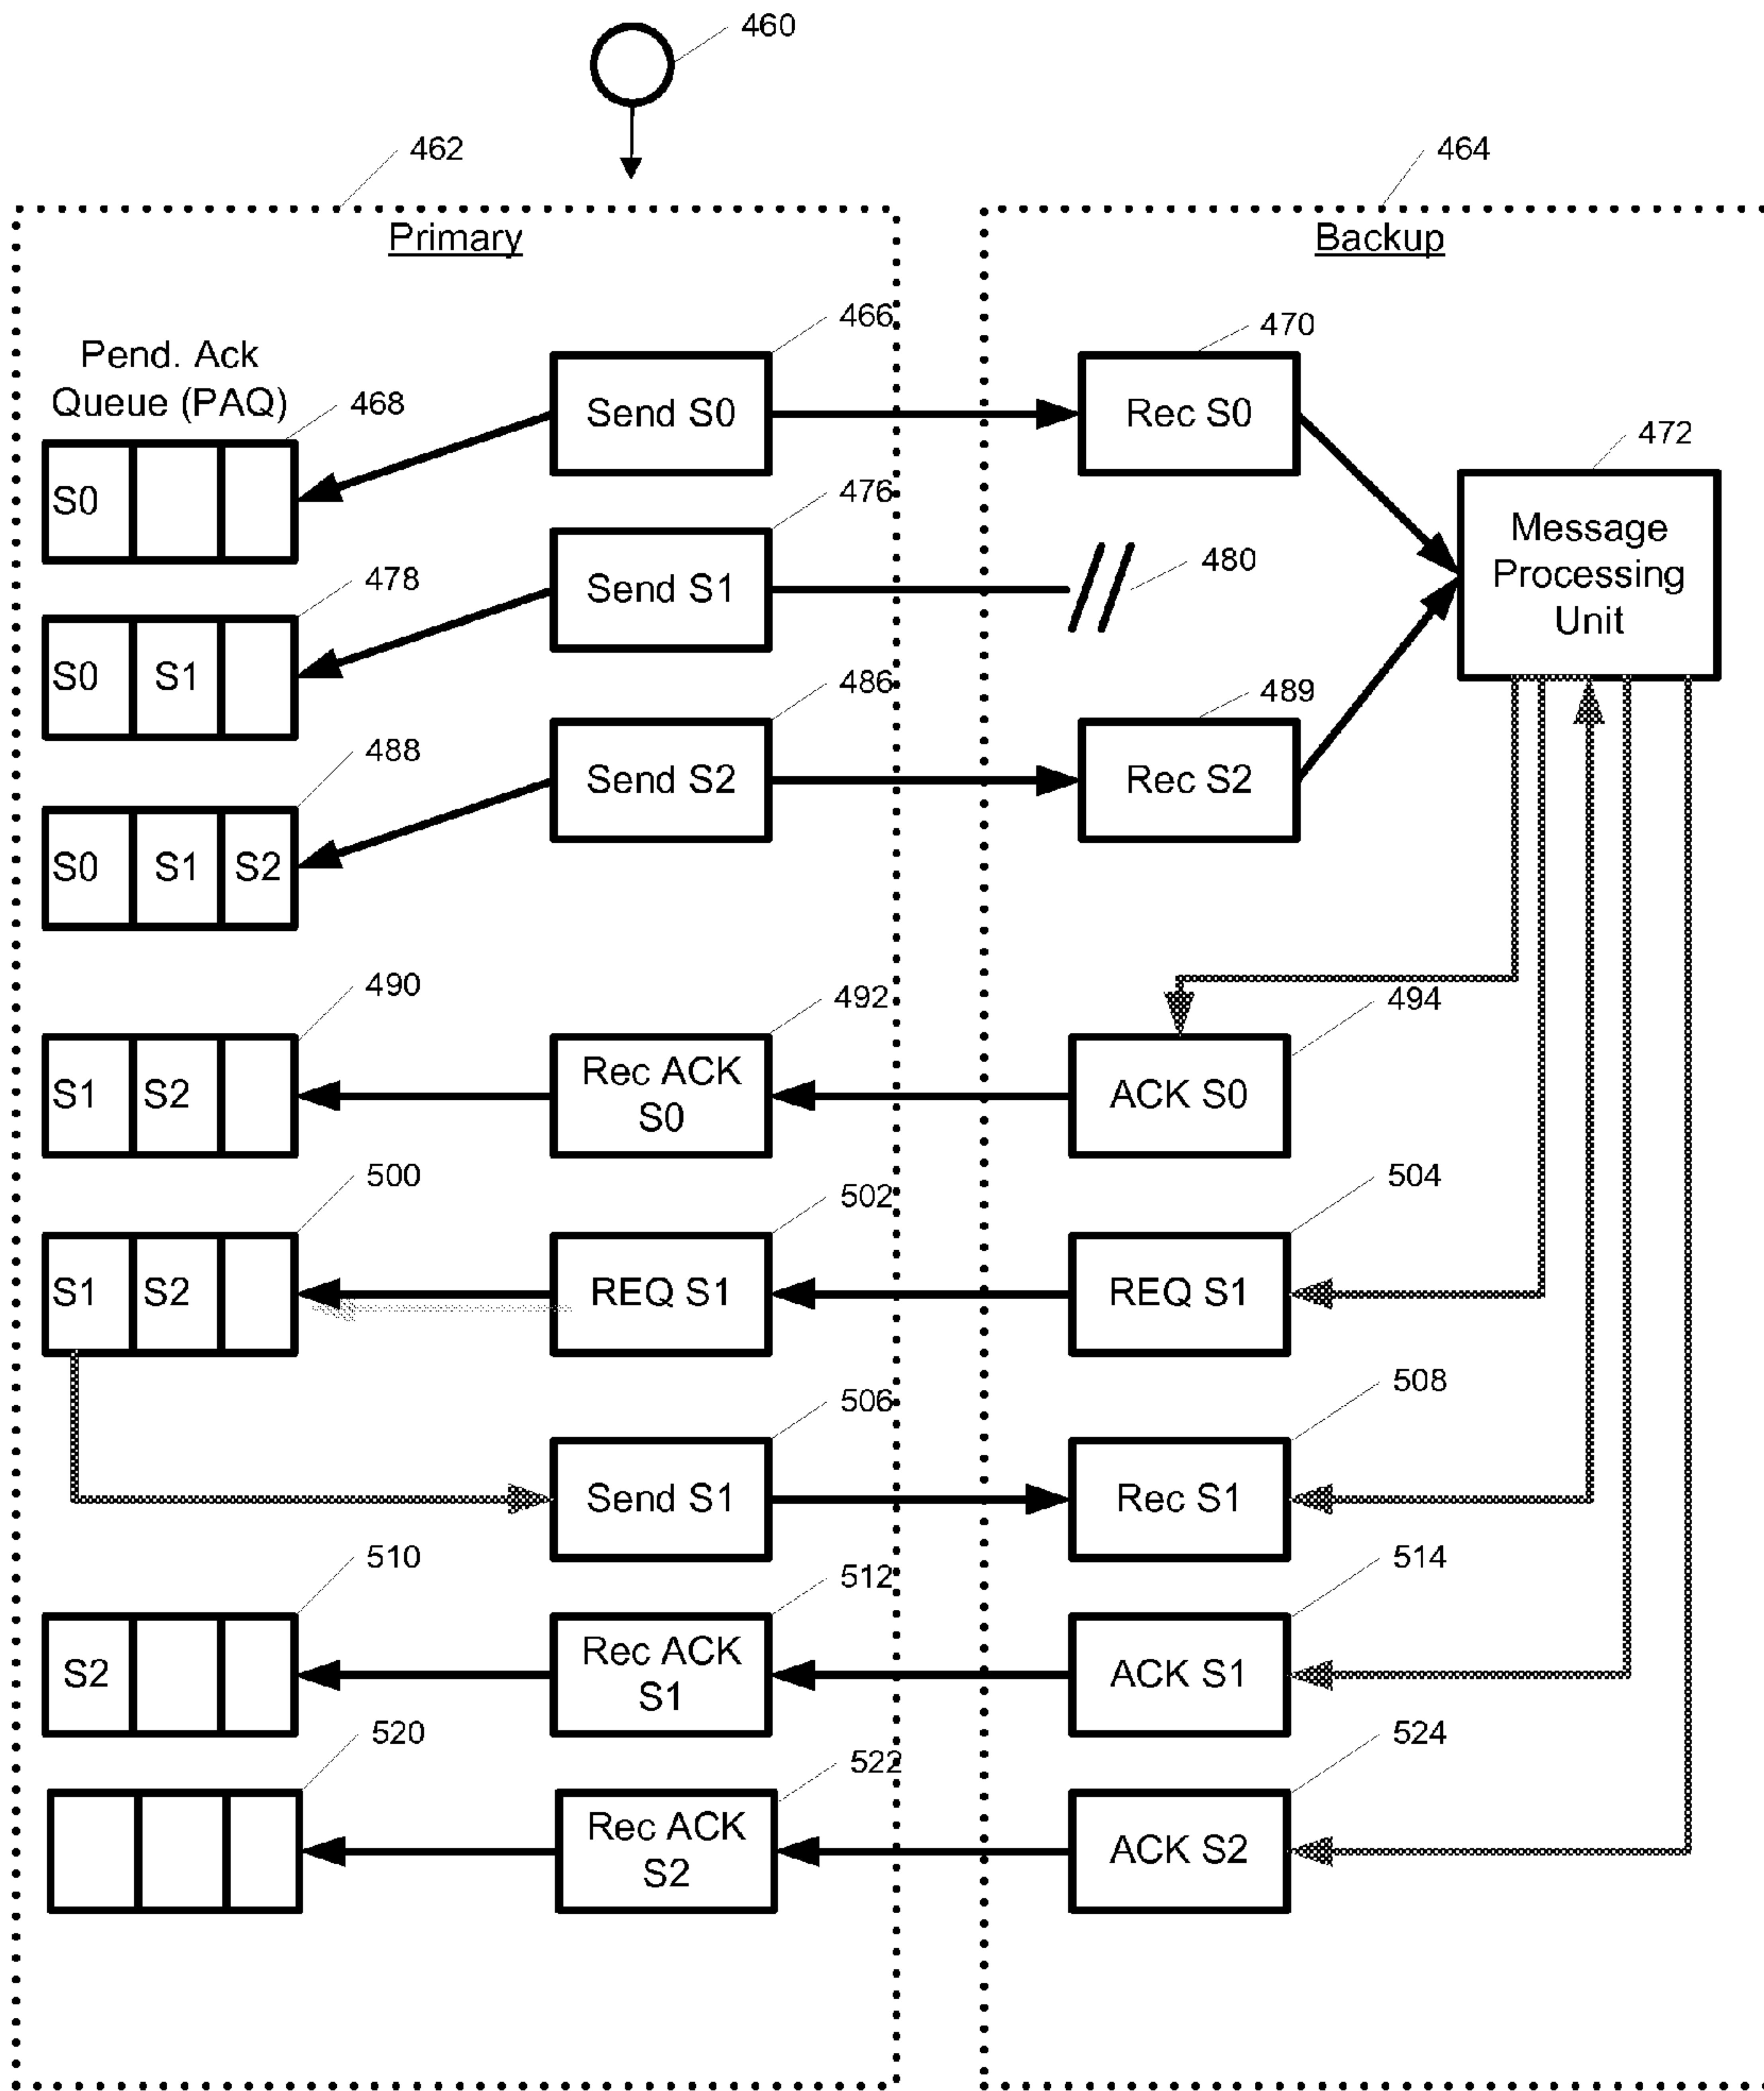 460
462
464
Primary
Backup
466
470
Pend. Ack
Queue (PAQ)
468
Send S0
Rec S0
472
S0
476
Message
Processing
Unit
478
Send S1
480
S0 S1
486
489
488
Send S2
Rec S2
S0 S1 S2
490
492
494
S1 S2
Rec ACK
S0
ACK S0
500
502
504
S1 S2
REQ S1
REQ S1
506
508
Send S1
Rec S1
510
512
514
S2
Rec ACK
S1
ACK S1
520
522
524
Rec ACK
S2
ACK S2